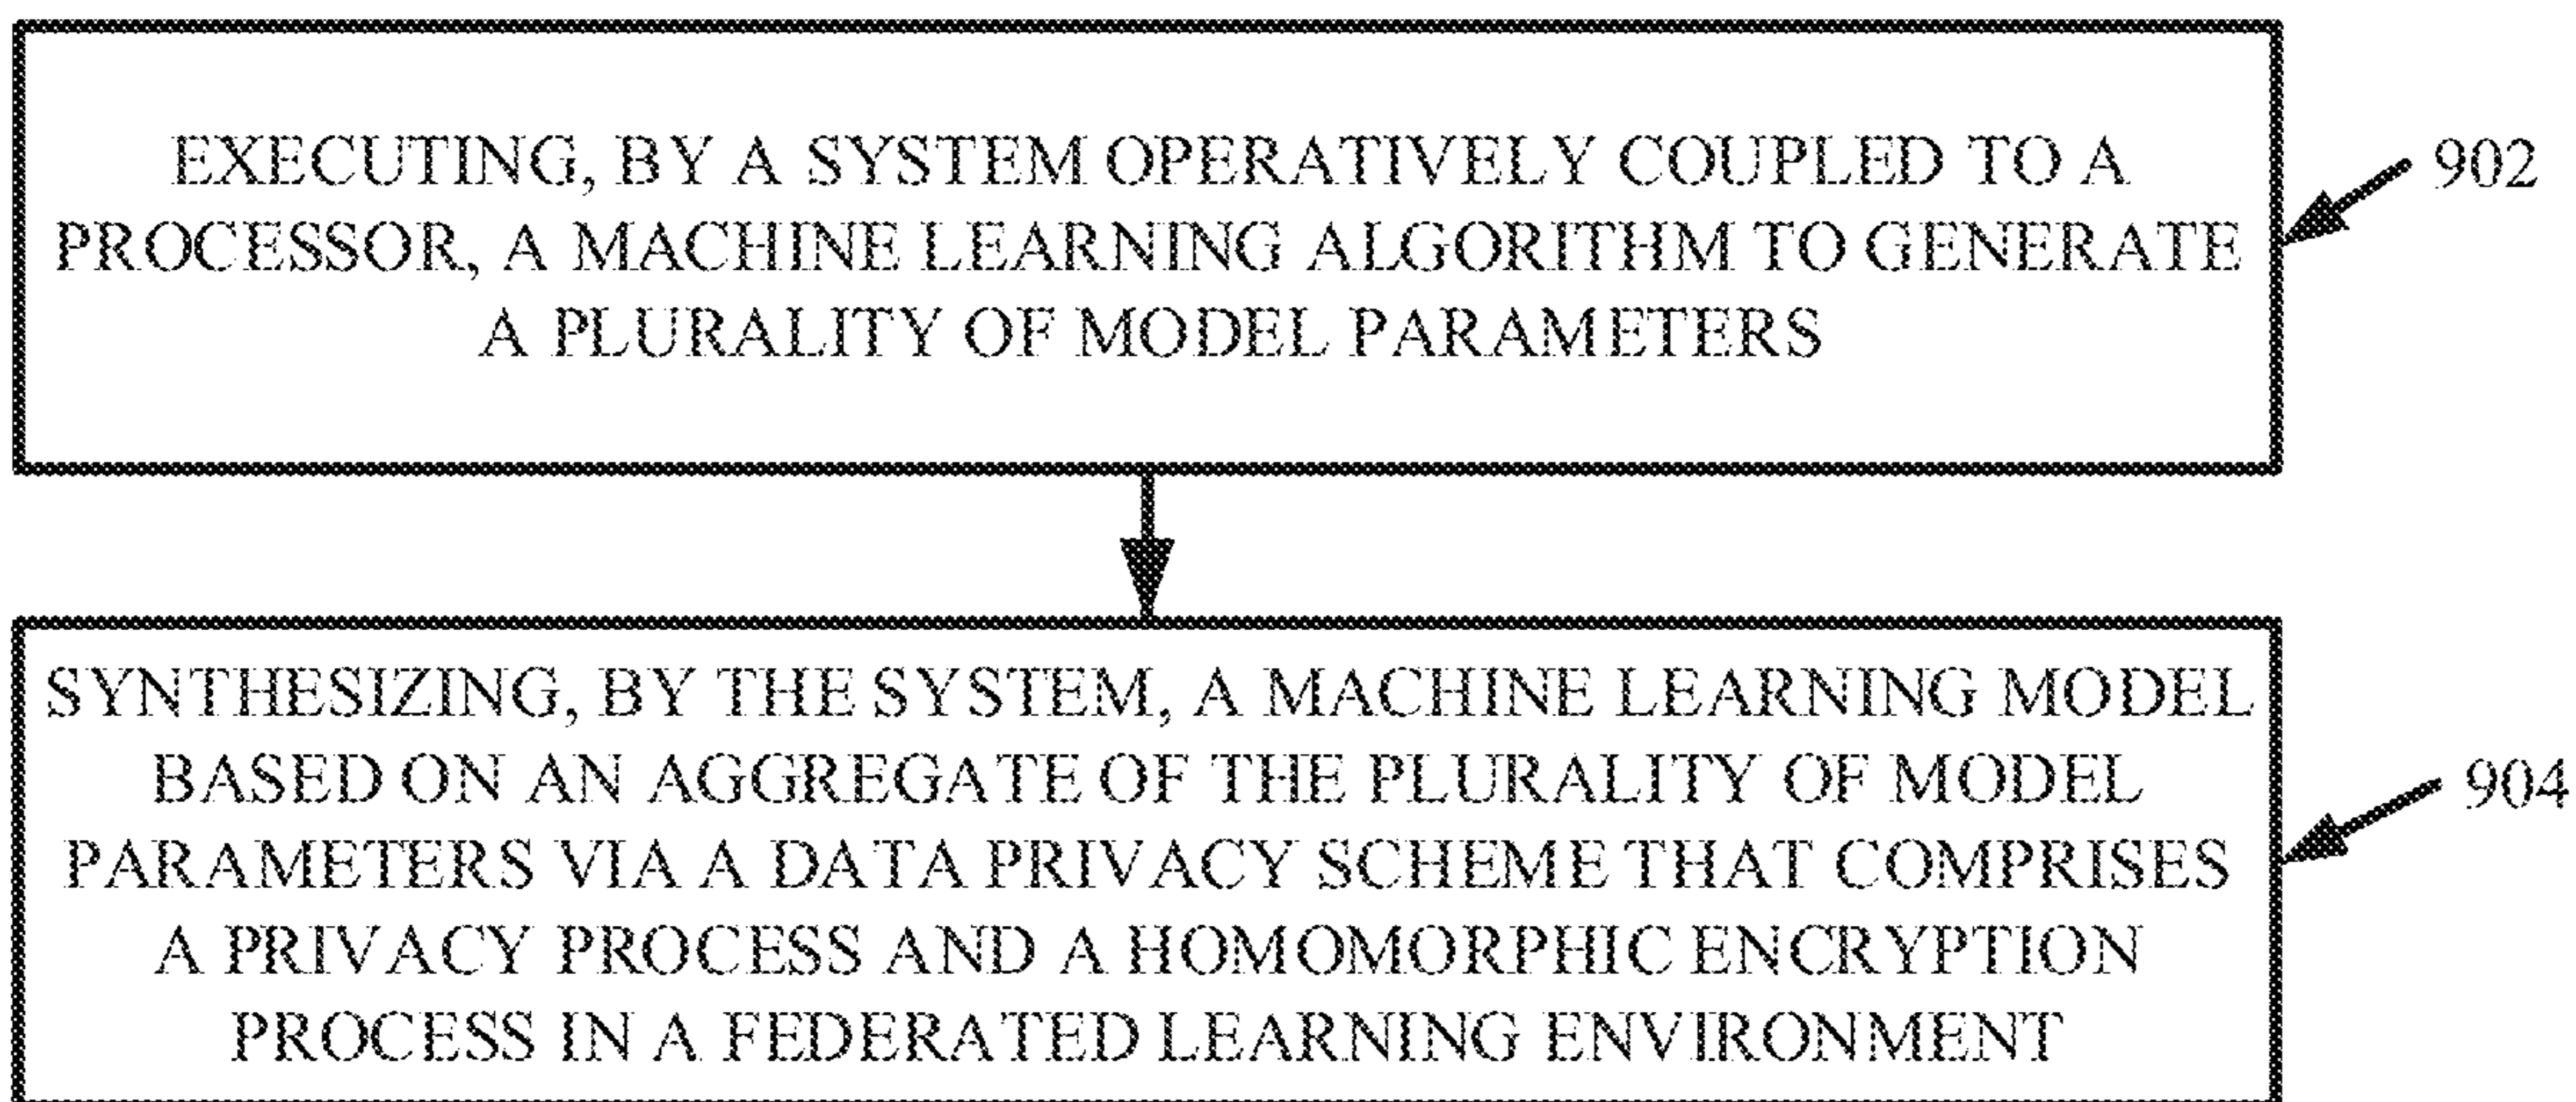 EXECUTING, BY A SYSTEM OPERATIVELY COUPLED TO A
PROCESSOR, A MACHINE LEARNING ALGORITHM TO GENERATE
A PLURALITY OF MODEL PARAMETERS
902
SYNTHESIZING, BY THE SYSTEM, A MACHINE LEARNING MODEL
BASED ON AN AGGREGATE OF THE PLURALITY OF MODEL
PARAMETERS VIA A DATA PRIVACY SCHEME THAT COMPRISES
A PRIVACY PROCESS AND A HOMOMORPHIC ENCRYPTION
PROCESS IN A FEDERATED LEARNING ENVIRONMENT
904